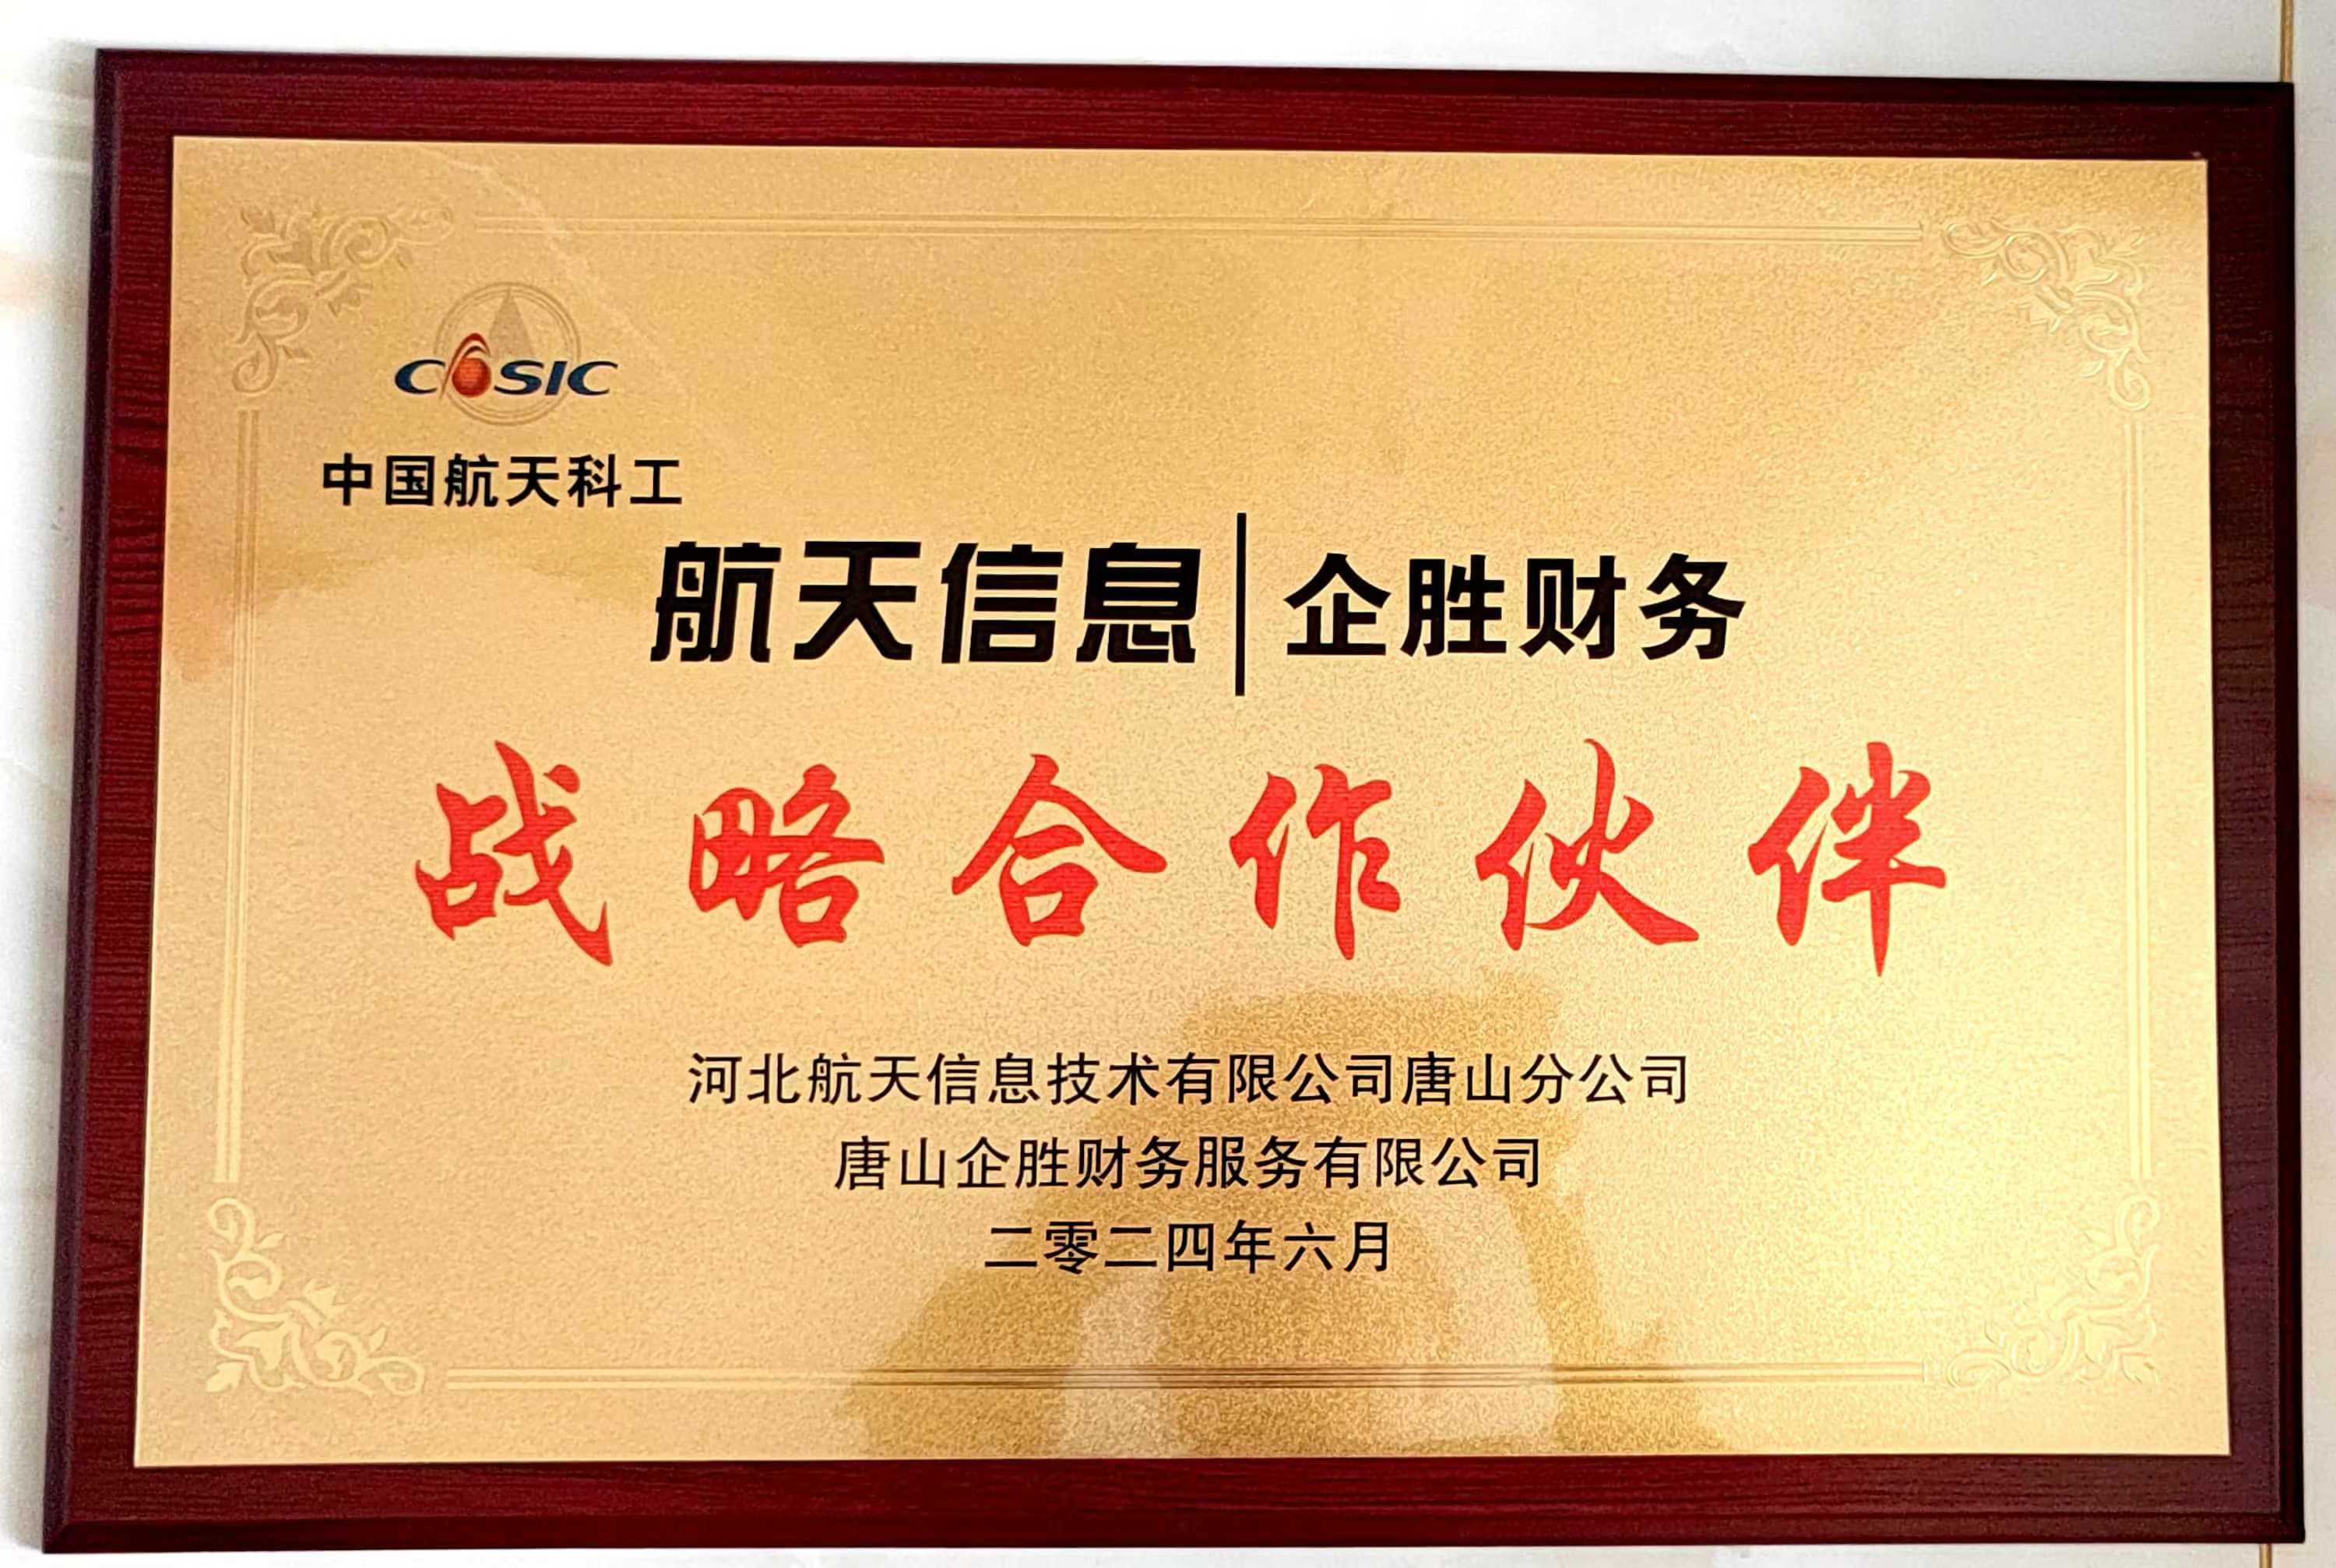 CASIC
中国航天科工
航天信息|企胜财务
战略合作伙伴
河北航天信息技术有限公司唐山分公司
唐山企胜财务服务有限公司
二零二四年六月